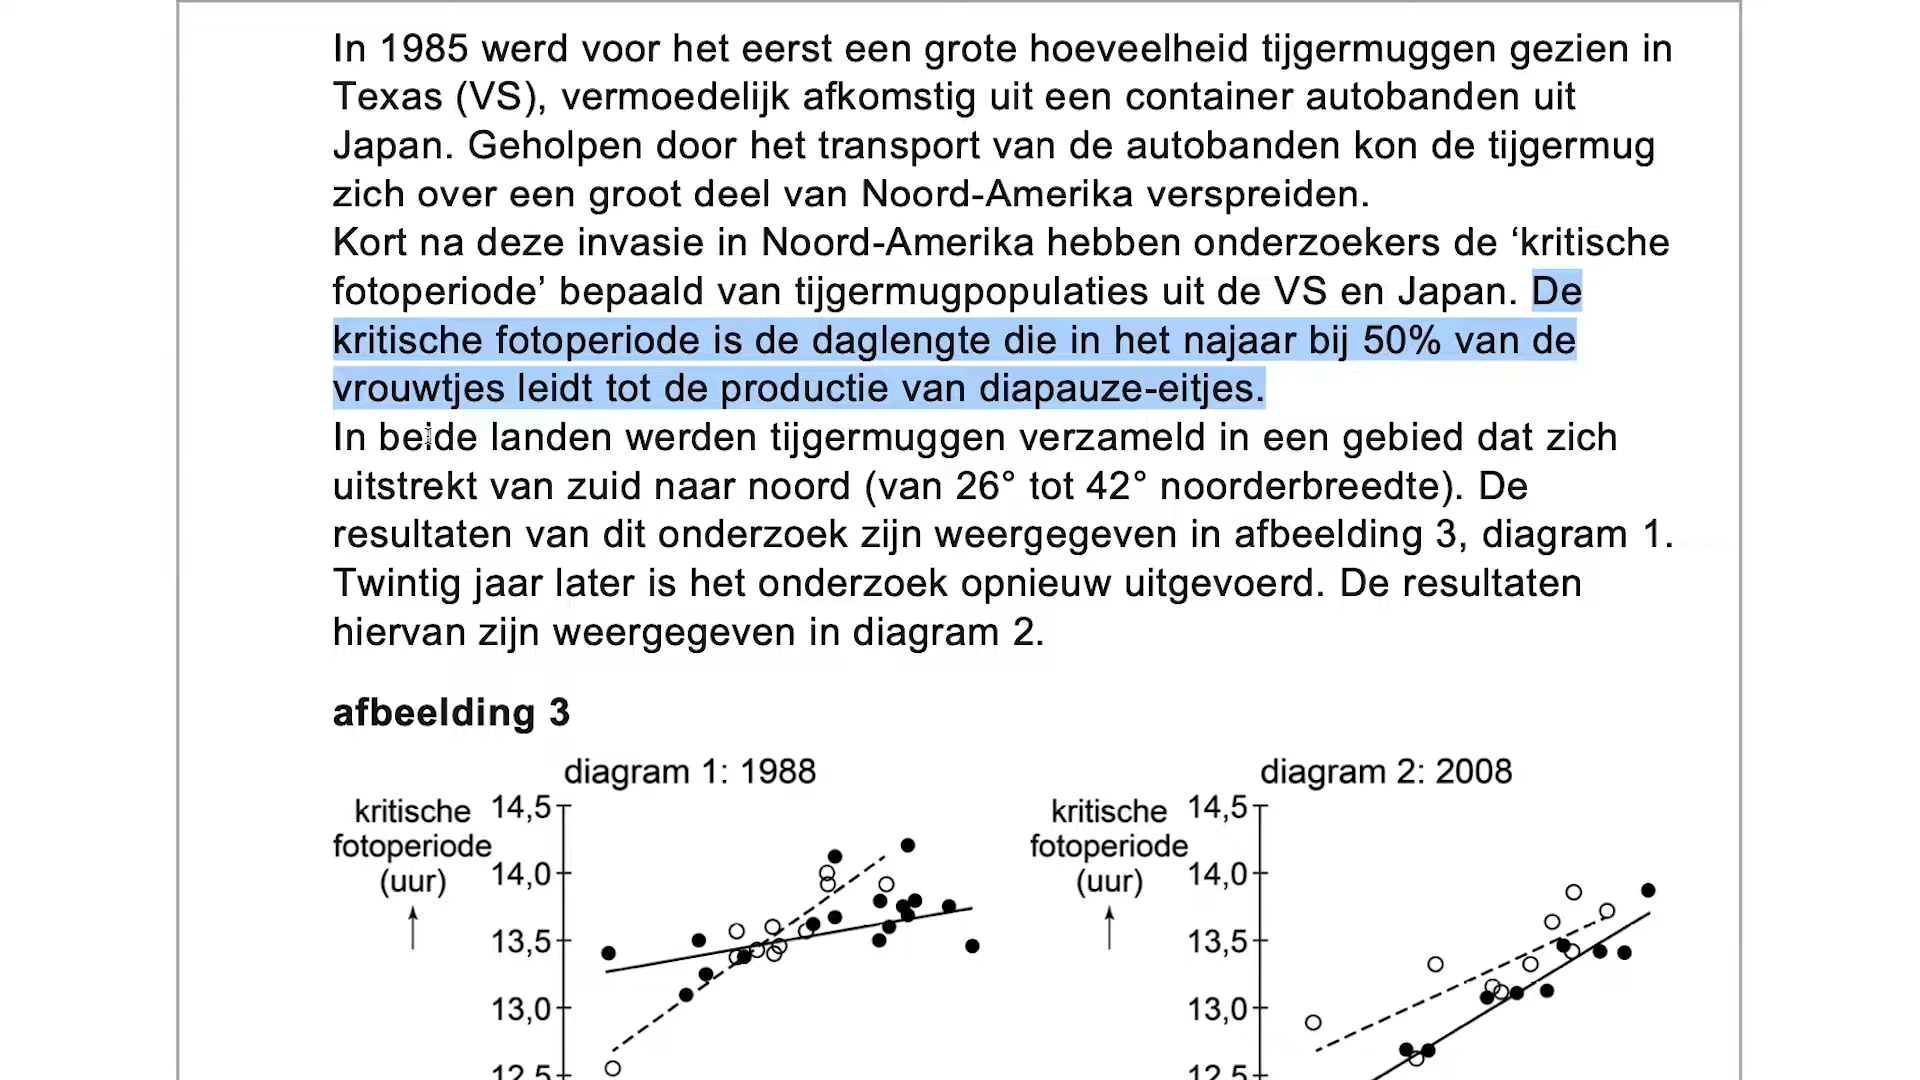 In 1985 werd voor het eerst een grote hoeveelheid tijgermuggen gezien in
Texas (VS), vermoedelijk afkomstig uit een container autobanden uit
Japan. Geholpen door het transport van de autobanden kon de tijgermug
zich over een groot deel van Noord-Amerika verspreiden.
Kort na deze invasie in Noord-Amerika hebben onderzoekers de ‘kritische
fotoperiode’ bepaald van tijgermugpopulaties uit de VS en Japan. De
kritische fotoperiode is de daglengte die in het najaar bij 50% van de
vrouwtjes leidt tot de productie van diapauze-eitjes.
In beide landen werden tijgermuggen verzameld in een gebied dat zich
uitstrekt van zuid naar noord (van 26° tot 42° noorderbreedte). De
resultaten van dit onderzoek zijn weergegeven in afbeelding 3, diagram 1.
Twintig jaar later is het onderzoek opnieuw uitgevoerd. De resultaten
hiervan zijn weergegeven in diagram 2.
afbeelding 3
diagram 1: 1988
kritische
fotoperiode
(uur)
14,5
14,0
13,5
13,0
12,5
diagram 2: 2008
kritische
fotoperiode
(uur)
14,5
14,0
13,5
13,0
12,5